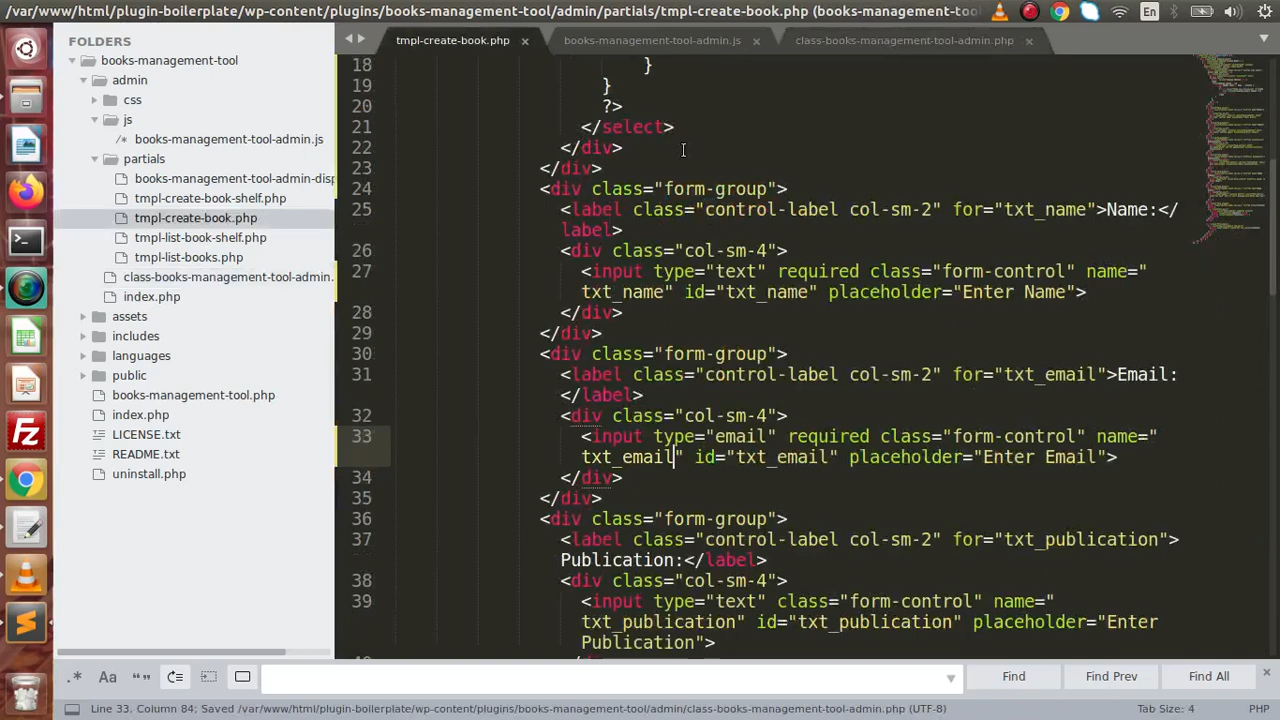 /var/www/html/plugin-boilerplate/wp-content/plugins/books-management-tool/admin/partials/tmpl-create-book.php (books-management-tool)
En
FOLDERS
books-management-tool
admin
css
js
/* books-management-tool-admin.js
partials
books-management-tool-admin-disp
tmpl-create-book-shelf.php
tmpl-create-book.php
tmpl-list-book-shelf.php
tmpl-list-books.php
class-books-management-tool-admin.
index.php
assets
includes
languages
public
books-management-tool.php
index.php
LICENSE.txt
README.txt
uninstall.php
tmpl-create-book.php × books-management-tool-admin.js × class-books-management-tool-admin.php ×
18 }
19 }
20 ?>
21 </select>
22 </div>
23 </div>
24 <div class="form-group">
25 <label class="control-label col-sm-2" for="txt_name">Name:</
label>
26 <div class="col-sm-4">
27 <input type="text" required class="form-control" name="
txt_name" id="txt_name" placeholder="Enter Name">
28 </div>
29 </div>
30 <div class="form-group">
31 <label class="control-label col-sm-2" for="txt_email">Email:
</label>
32 <div class="col-sm-4">
33 <input type="email" required class="form-control" name="
txt_email" id="txt_email" placeholder="Enter Email">
34 </div>
35 </div>
36 <div class="form-group">
37 <label class="control-label col-sm-2" for="txt_publication">
Publication:</label>
38 <div class="col-sm-4">
39 <input type="text" class="form-control" name="
txt_publication" id="txt_publication" placeholder="Enter
Publication">
.* Aa “” Find Find Prev Find All ×
Line 33, Column 84; Saved /var/www/html/plugin-boilerplate/wp-content/plugins/books-management-tool/admin/class-books-management-tool-admin.php (UTF-8) Tab Size: 4 PHP